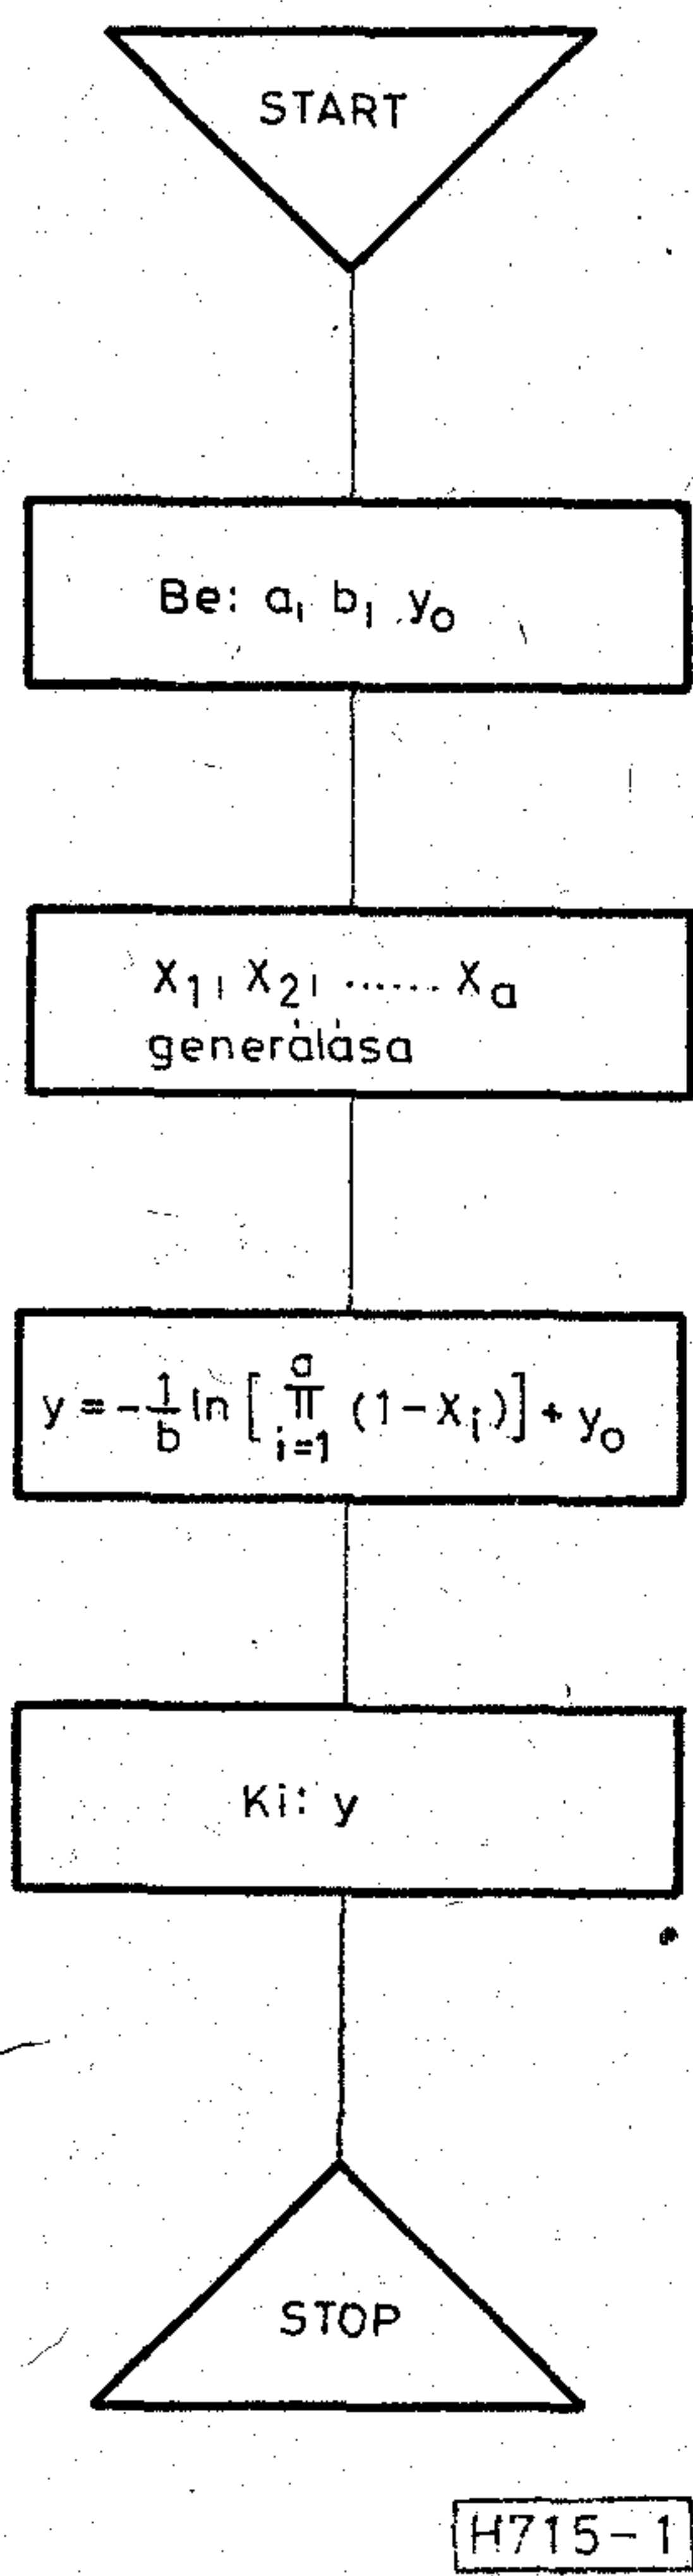 START
Be: a, b, y₀
X₁, X₂, ...... Xₐ
generálása
y = -1/b ln [ a π i=1 (1-Xᵢ)] + y₀
Ki: y
STOP
H715-1